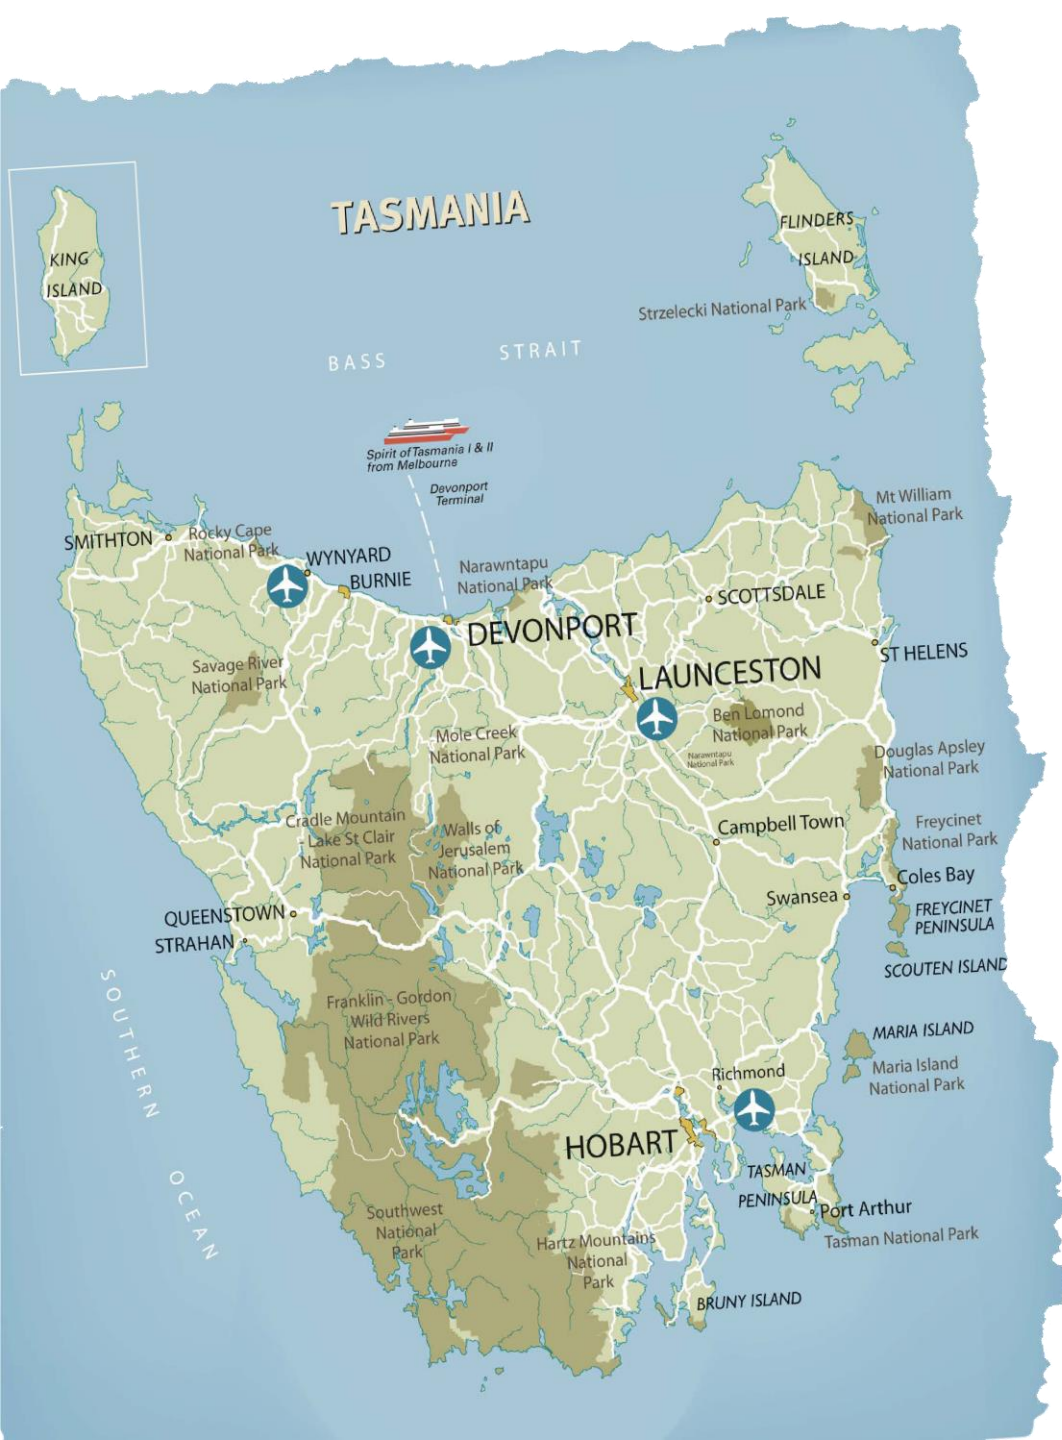 TASMANIA
KING
ISLAND
FLINDERS
ISLAND
Strzelecki National Park
BASS STRAIT
Spirit of Tasmania I & II
from Melbourne
Devonport
Terminal
Mt William
National Park
SMITHTON
Rocky Cape
National Park
WYNYARD
BURNIE
Narawntapu
National Park
SCOTTSDALE
DEVONPORT
ST HELENS
LAUNCESTON
Savage River
National Park
Ben Lomond
National Park
Mole Creek
National Park
Narawntapu
National Park
Douglas Apsley
National Park
Cradle Mountain
- Lake St Clair
National Park
Walls of
Jerusalem
National Park
Campbell Town
Freycinet
National Park
Coles Bay
Swansea
FREYCINET
PENINSULA
QUEENSTOWN
STRAHAN
SCOUTEN ISLAND
SOUTHERN OCEAN
Franklin - Gordon
Wild Rivers
National Park
MARIA ISLAND
Maria Island
National Park
Richmond
HOBART
TASMAN
PENINSULA
Port Arthur
Tasman National Park
Southwest
National
Park
Hartz Mountains
National
Park
BRUNY ISLAND